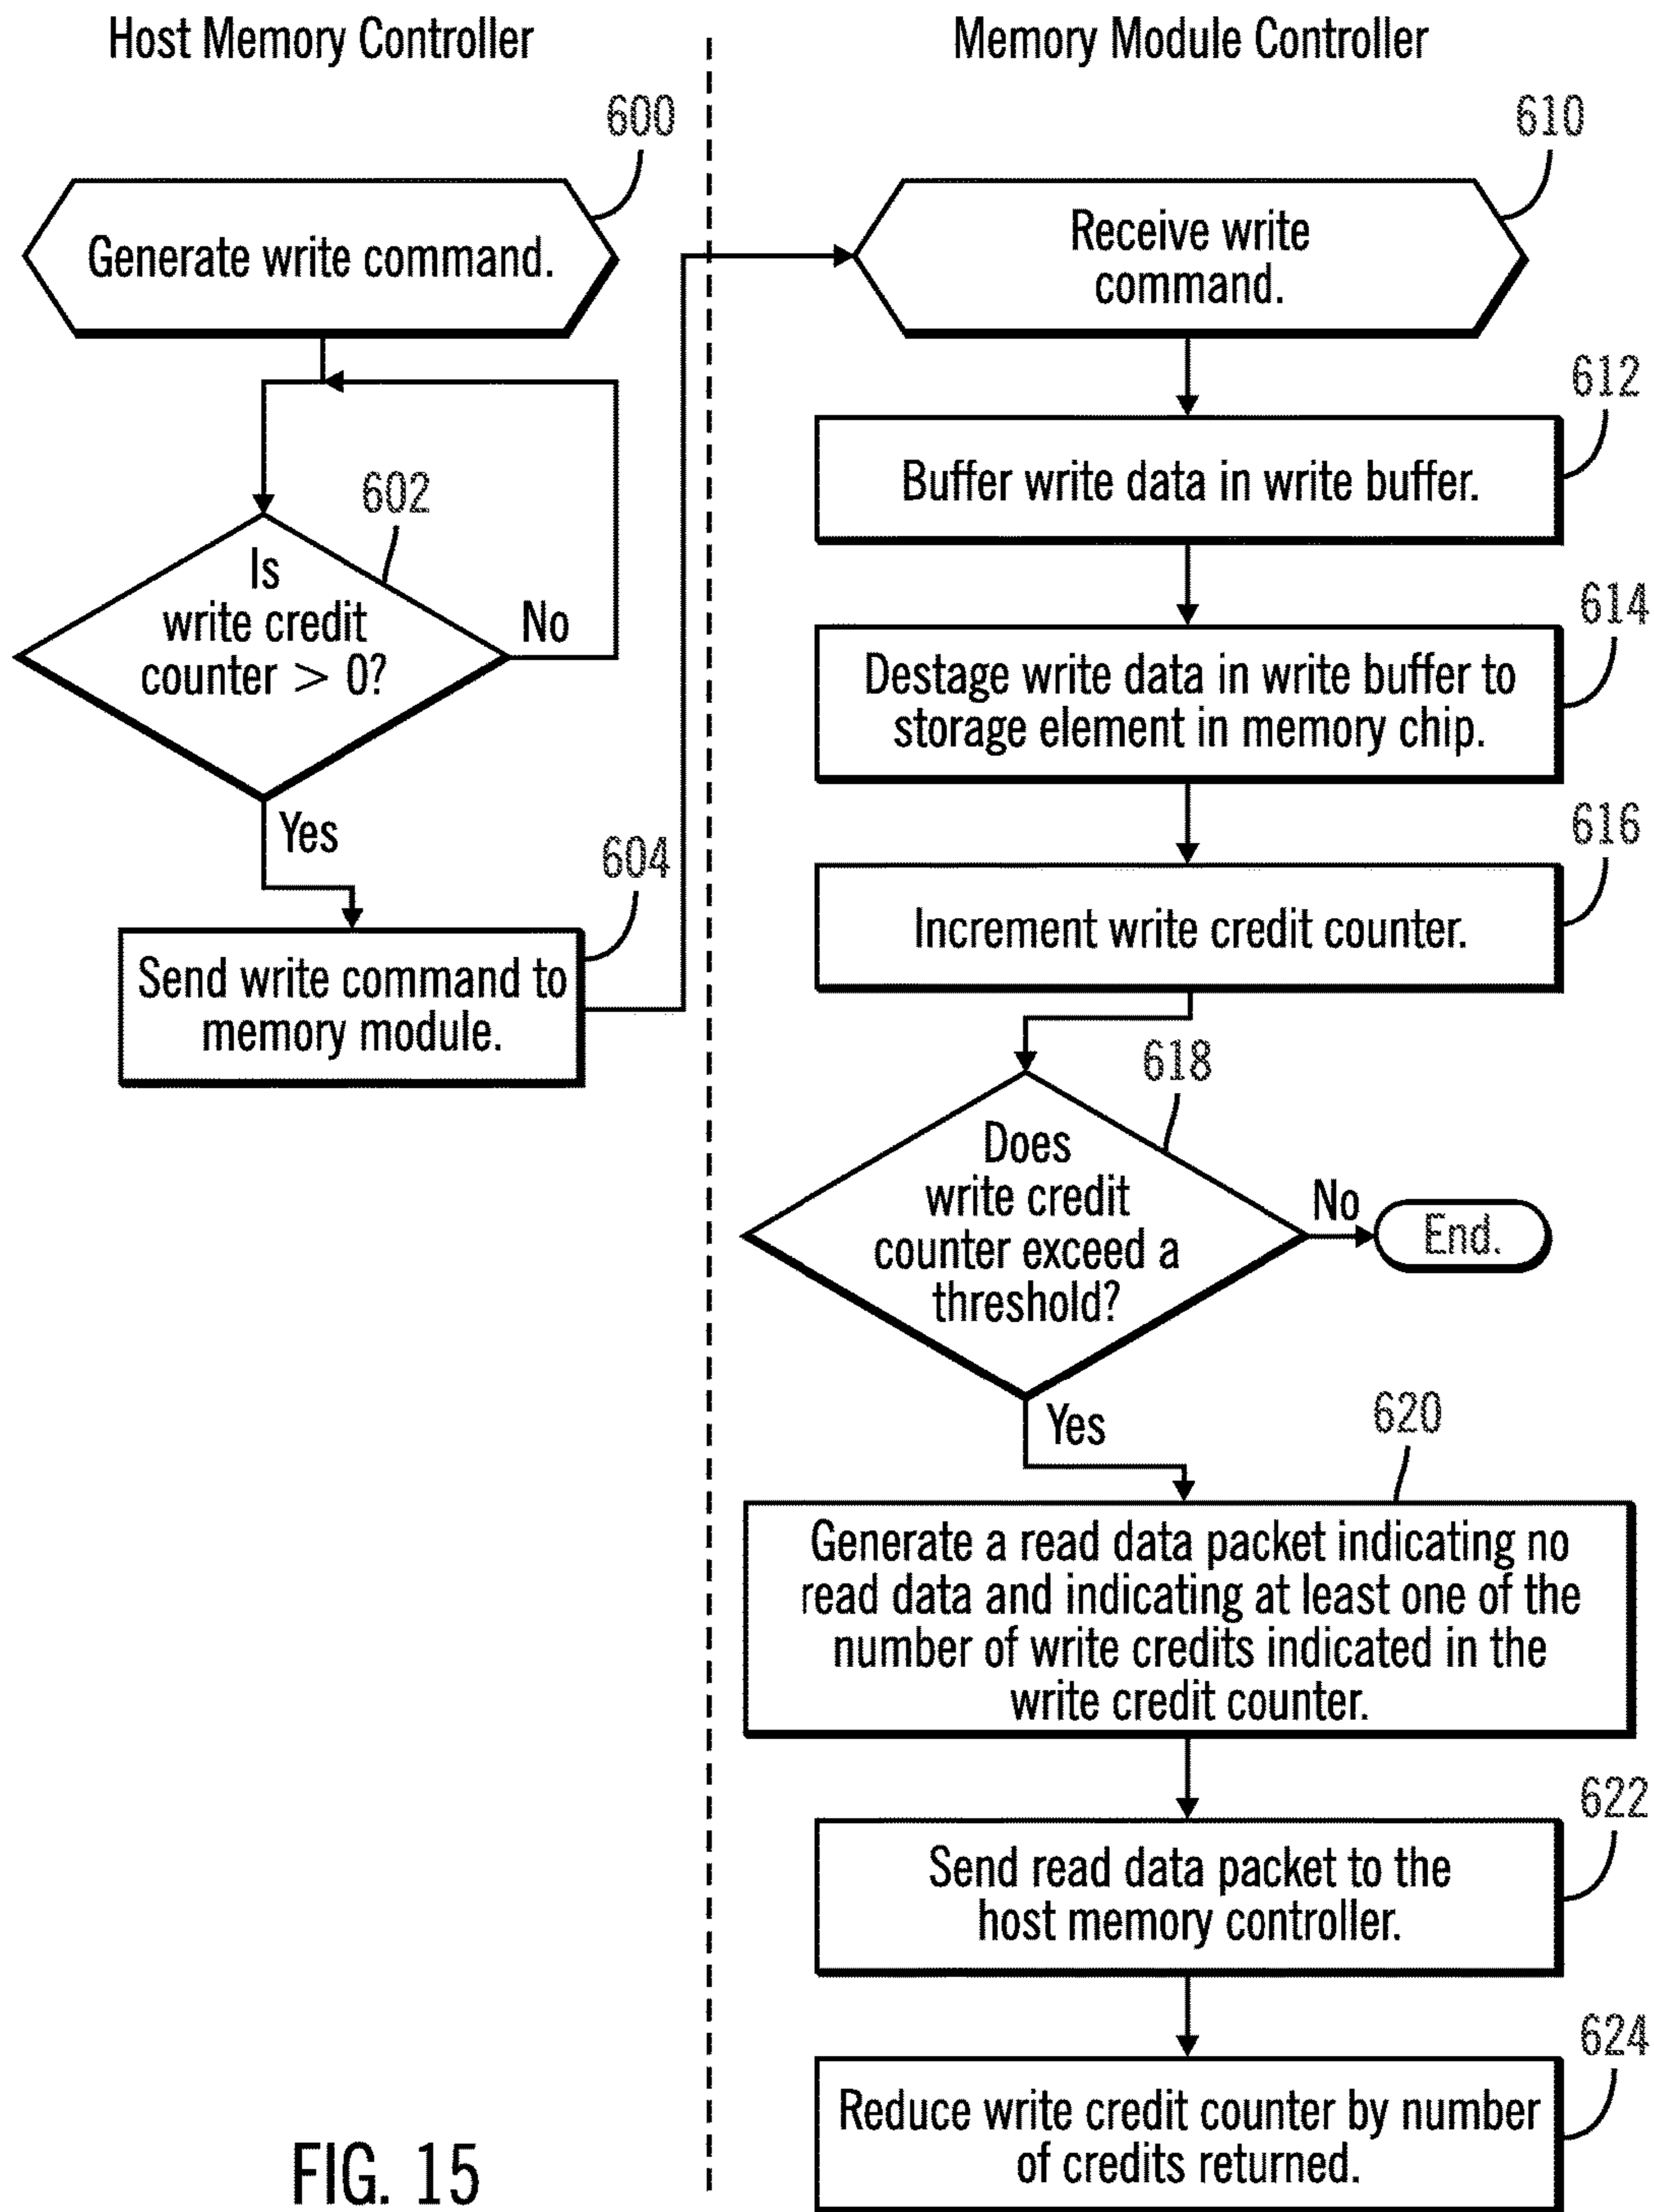 Host Memory Controller
600
Generate write command.
602
Is
write credit
counter > 0?
No
Yes
604
Send write command to
memory module.
Memory Module Controller
610
Receive write
command.
612
Buffer write data in write buffer.
614
Destage write data in write buffer to
storage element in memory chip.
616
Increment write credit counter.
618
Does
write credit
counter exceed a
threshold?
No
End.
Yes
620
Generate a read data packet indicating no
read data and indicating at least one of the
number of write credits indicated in the
write credit counter.
622
Send read data packet to the
host memory controller.
624
Reduce write credit counter by number
of credits returned.
FIG. 15